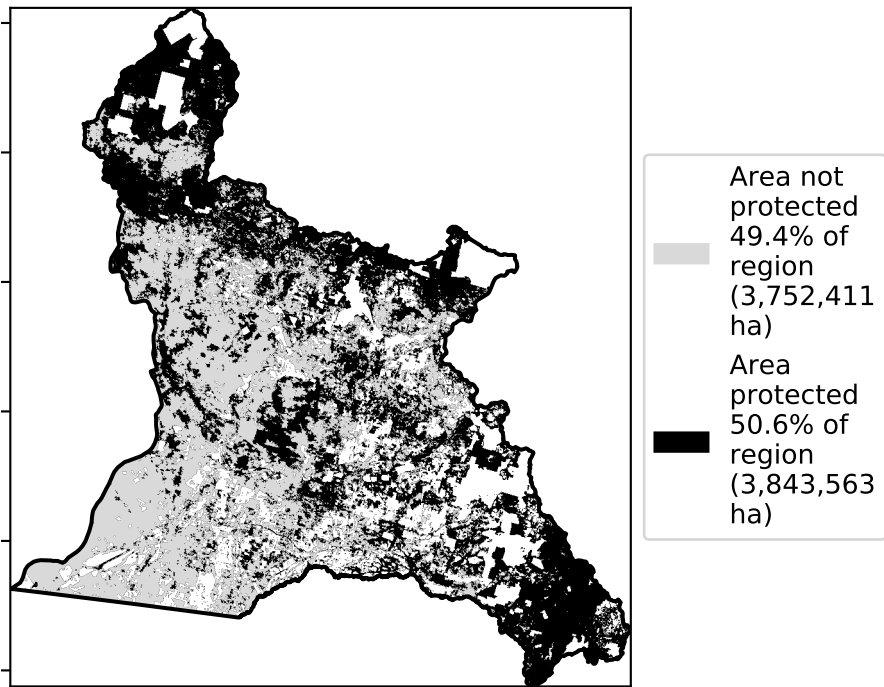 Area not
protected
49.4% of
region
(3,752,411
ha)
Area
protected
50.6% of
region
(3,843,563
ha)